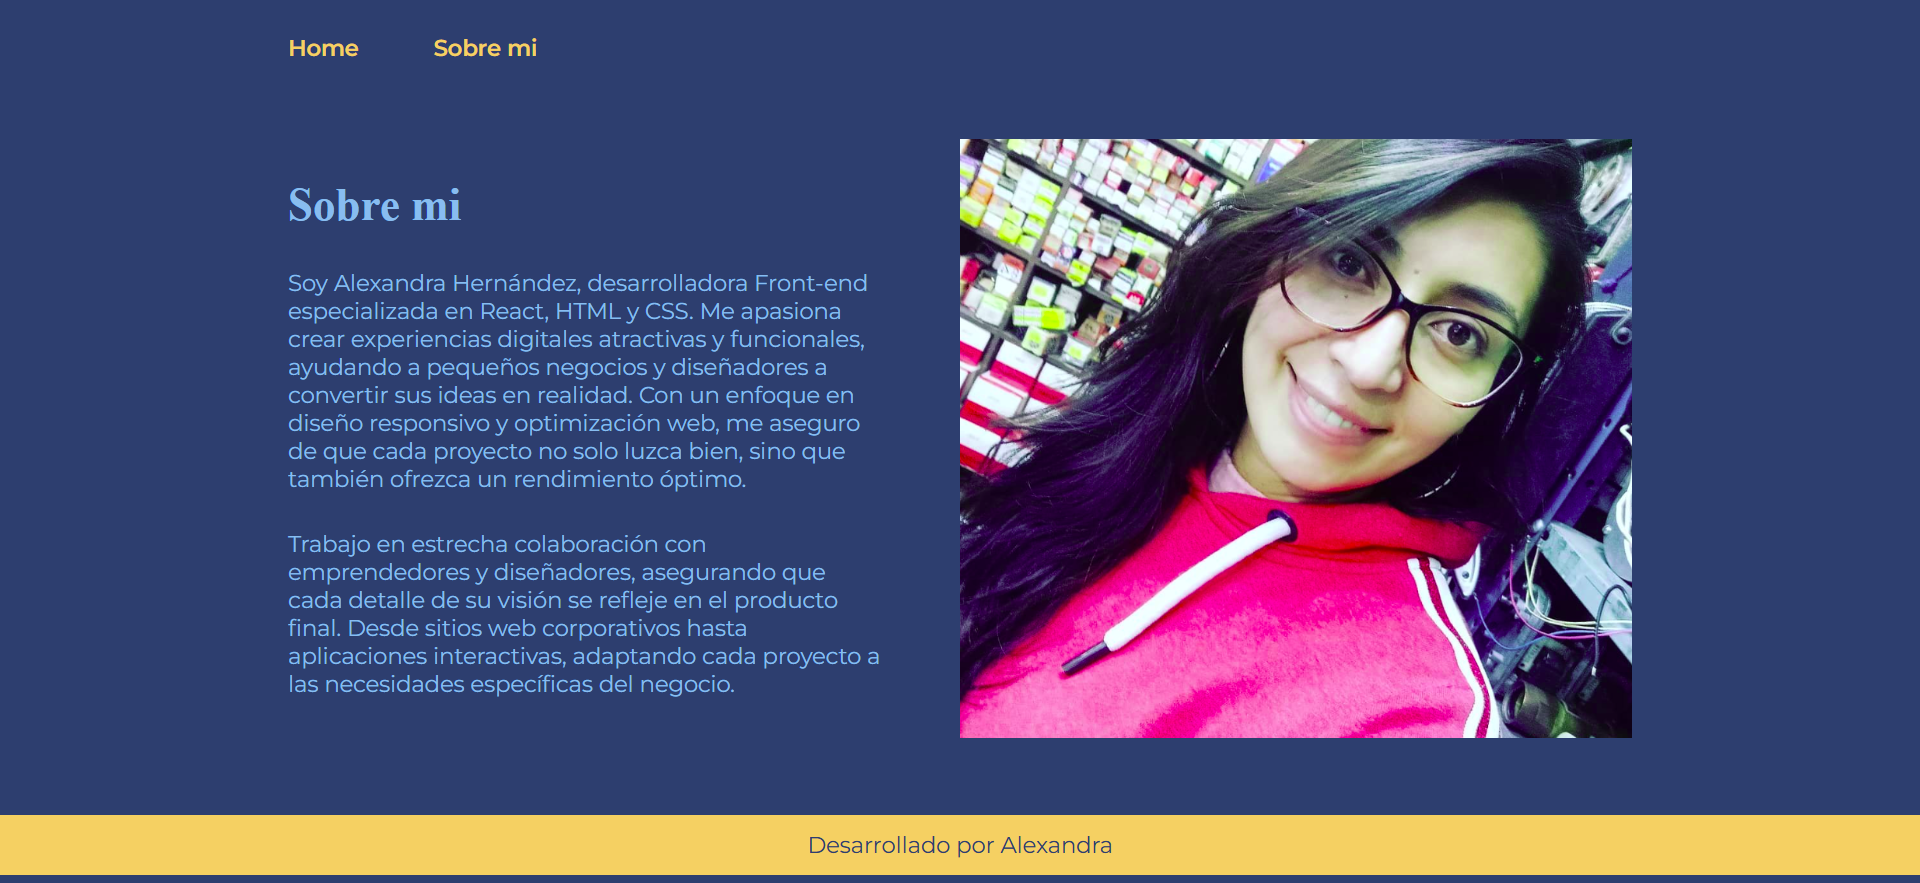 Home Sobre mi
Sobre mi
Soy Alexandra Hernández, desarrolladora Front-end
especializada en React, HTML y CSS. Me apasiona
crear experiencias digitales atractivas y funcionales,
ayudando a pequeños negocios y diseñadores a
convertir sus ideas en realidad. Con un enfoque en
diseño responsivo y optimización web, me aseguro
de que cada proyecto no solo luzca bien, sino que
también ofrezca un rendimiento óptimo.
Trabajo en estrecha colaboración con
emprendedores y diseñadores, asegurando que
cada detalle de su visión se refleje en el producto
final. Desde sitios web corporativos hasta
aplicaciones interactivas, adaptando cada proyecto a
las necesidades específicas del negocio.
Desarrollado por Alexandra